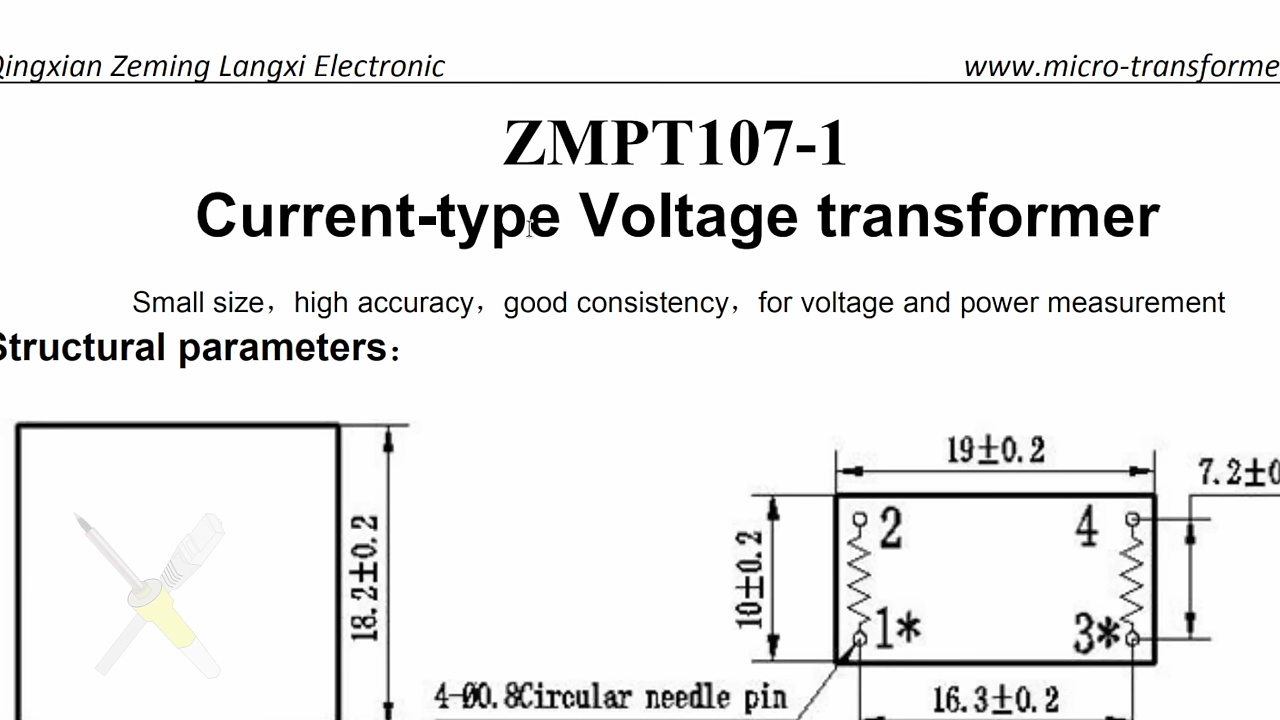 Qingxian Zeming Langxi Electronic
www.micro-transforme
ZMPT107-1
Current-type Voltage transformer
Small size，high accuracy，good consistency，for voltage and power measurement
Structural parameters：
19±0.2
7.2±0
18.2±0.2
10±0.2
2
4
1*
3*
4-Ø0.8Circular needle pin
16.3±0.2